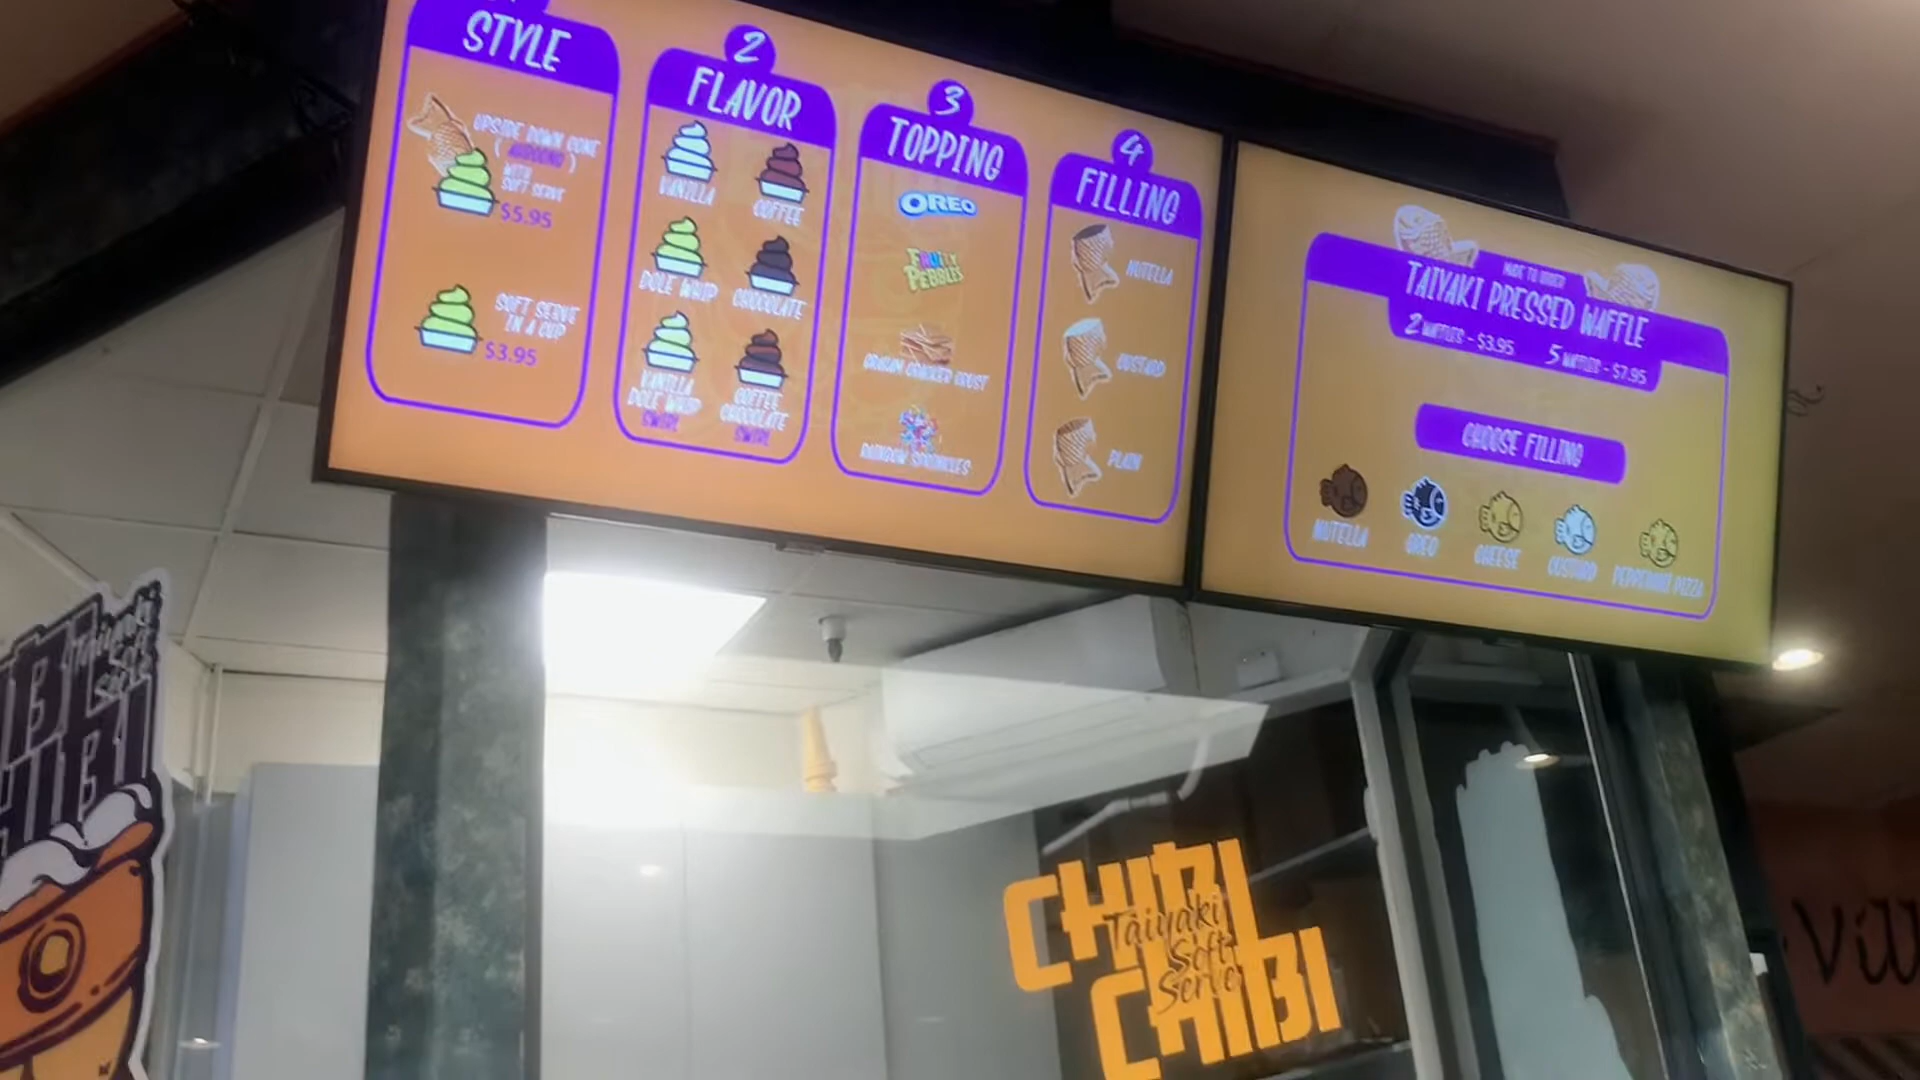 STYLE
UPSIDE DOWN CONE
WITH
SOFT SERVE
$5.95
SOFT SERVE
IN A CUP
$3.95
2
FLAVOR
VANILLA
COFFEE
DOLE WHIP
CHOCOLATE
VANILLA
DOLE WHIP
SWIRL
COFFEE
CHOCOLATE
SWIRL
3
TOPPING
OREO
FRUITY
PEBBLES
GRAHAM CRACKER CRUST
RAINBOW SPRINKLES
4
FILLING
NUTELLA
CUSTARD
PLAIN
MADE TO ORDER
TAIYAKI PRESSED WAFFLE
2 WAFFLES - $3.95 5 WAFFLES - $7.95
CHOOSE FILLING
NUTELLA
OREO
CHEESE
CUSTARD
PEPPERONI PIZZA
Taiyaki
Soft
CHIBI
Taiyaki
Soft
Serve
CHIBI